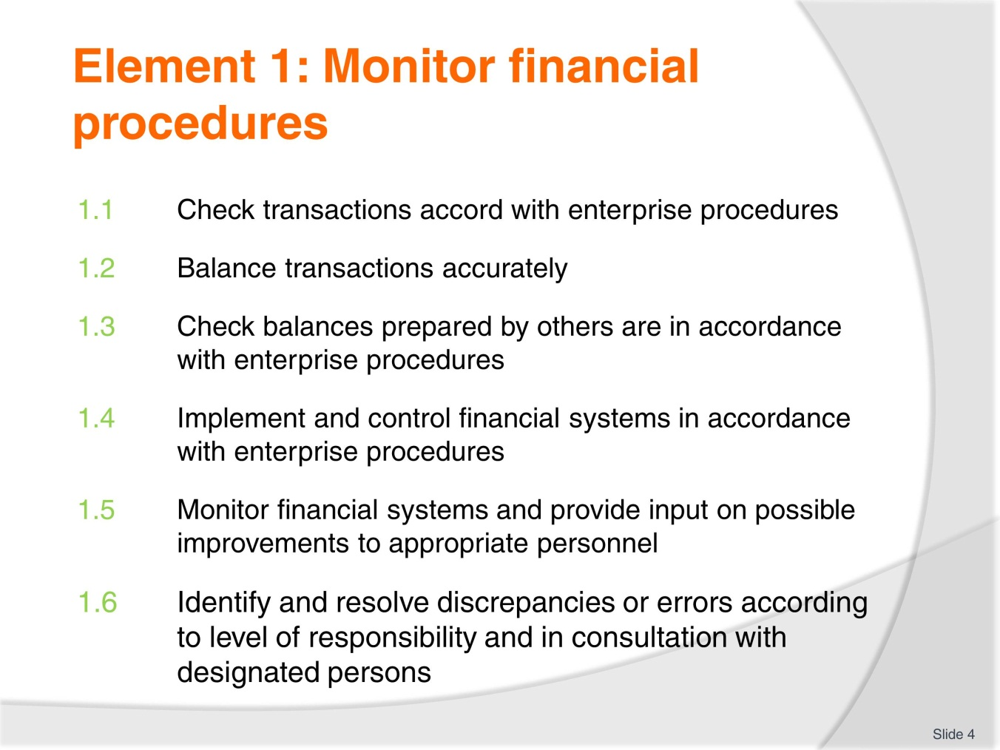 Element 1: Monitor financial
procedures
1.1 Check transactions accord with enterprise procedures
1.2 Balance transactions accurately
1.3 Check balances prepared by others are in accordance
with enterprise procedures
1.4 Implement and control financial systems in accordance
with enterprise procedures
1.5 Monitor financial systems and provide input on possible
improvements to appropriate personnel
1.6 Identify and resolve discrepancies or errors according
to level of responsibility and in consultation with
designated persons
Slide 4